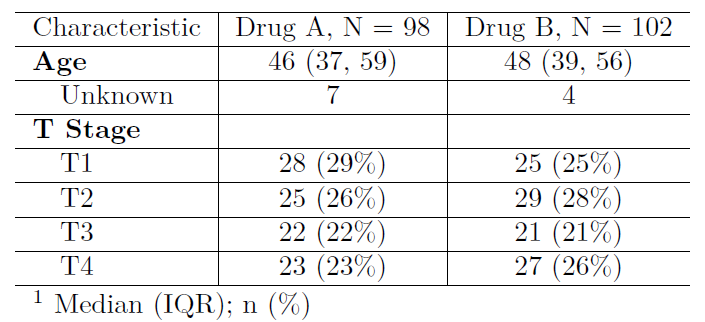 Characteristic Drug A, N = 98 Drug B, N = 102
Age 46 (37, 59) 48 (39, 56)
Unknown 7 4
T Stage
T1 28 (29%) 25 (25%)
T2 25 (26%) 29 (28%)
T3 22 (22%) 21 (21%)
T4 23 (23%) 27 (26%)
1 Median (IQR); n (%)